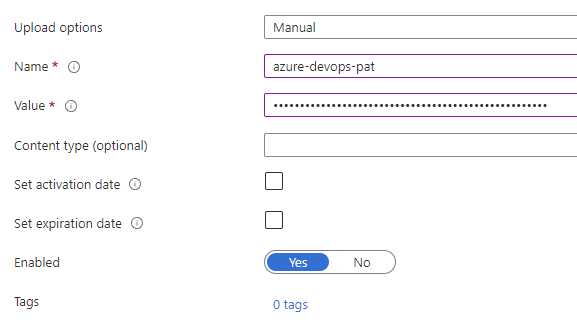 Upload options Manual
Name * azure-devops-pat
Value * ••••••••••••••••••••••••••••••••••••••••••••••••••••
Content type (optional)
Set activation date
Set expiration date
Enabled Yes No
Tags 0 tags